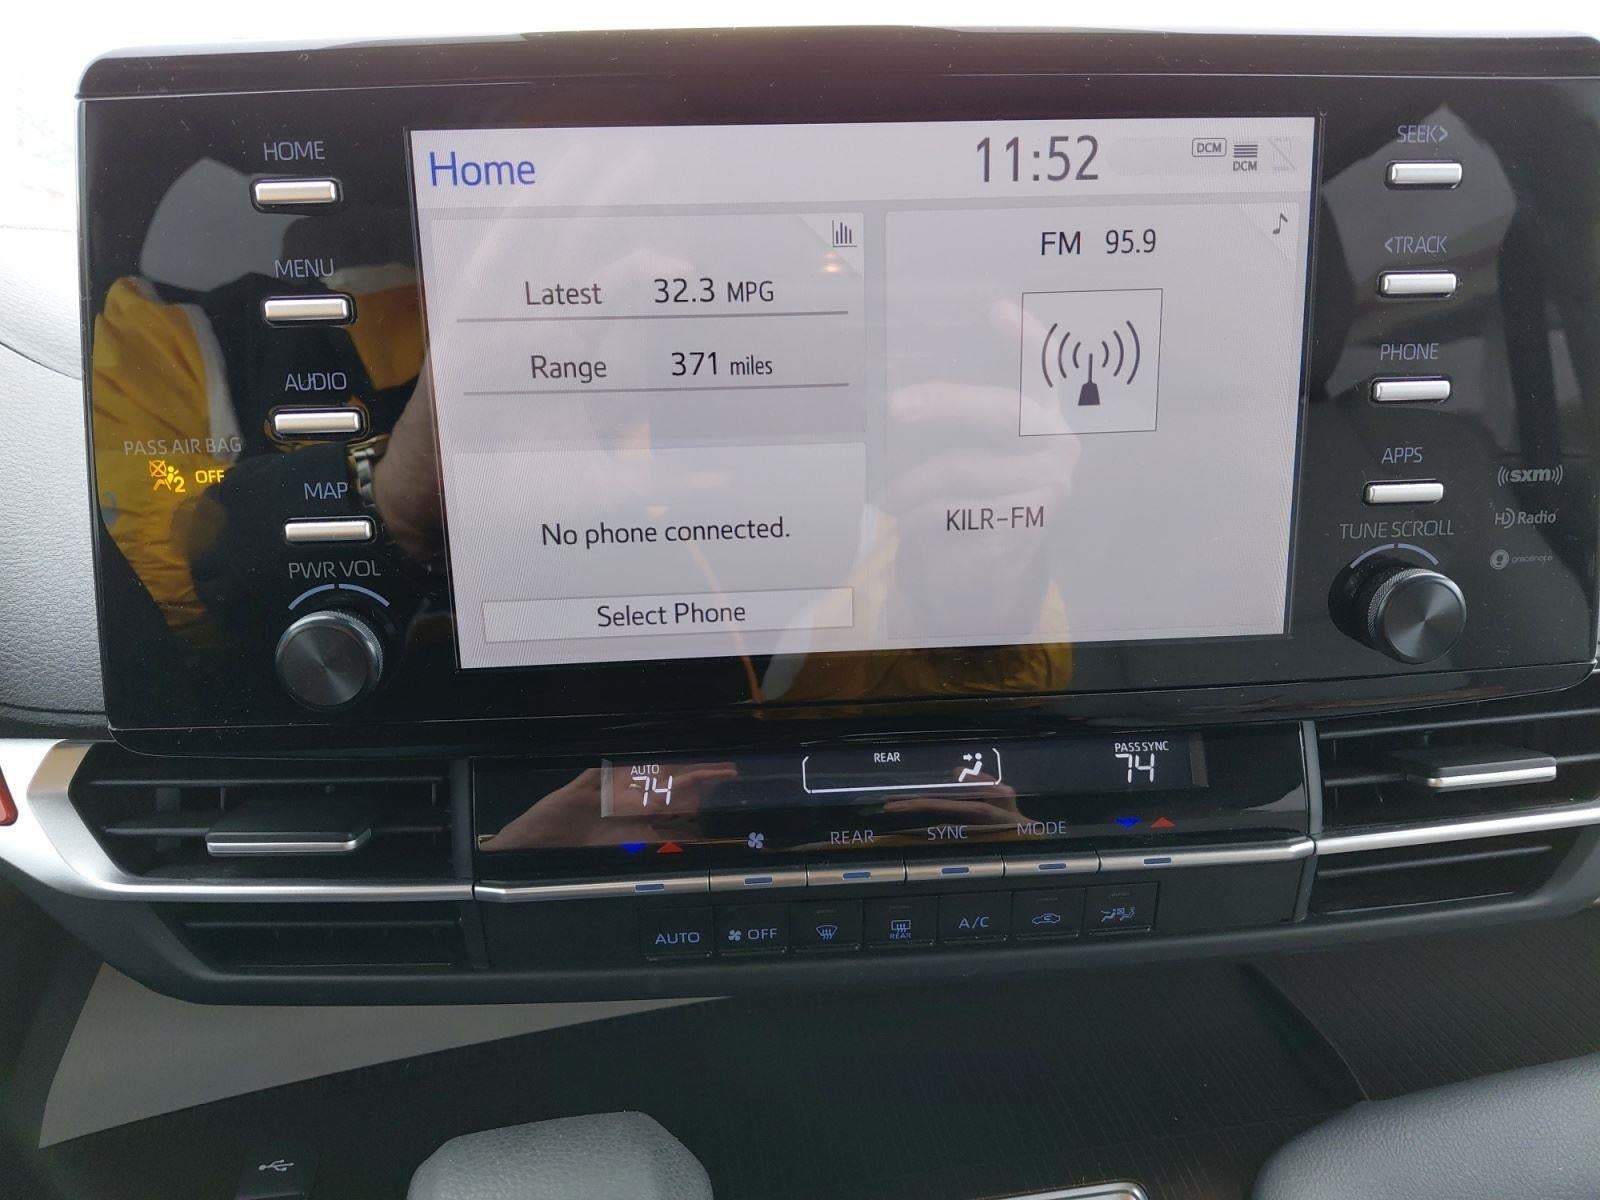 HOME
MENU
AUDIO
PASS AIR BAG
2 OFF
MAP
PWR VOL
Home
11:52
DCM
DCM
Latest 32.3 MPG
Range 371 miles
No phone connected.
Select Phone
FM 95.9
KILR-FM
SEEK>
<TRACK
PHONE
APPS
((sxm))
HD Radio
gracenote
TUNE SCROLL
AUTO
74
REAR
PASS SYNC
74
REAR
SYNC
MODE
AUTO
OFF
REAR
A/C